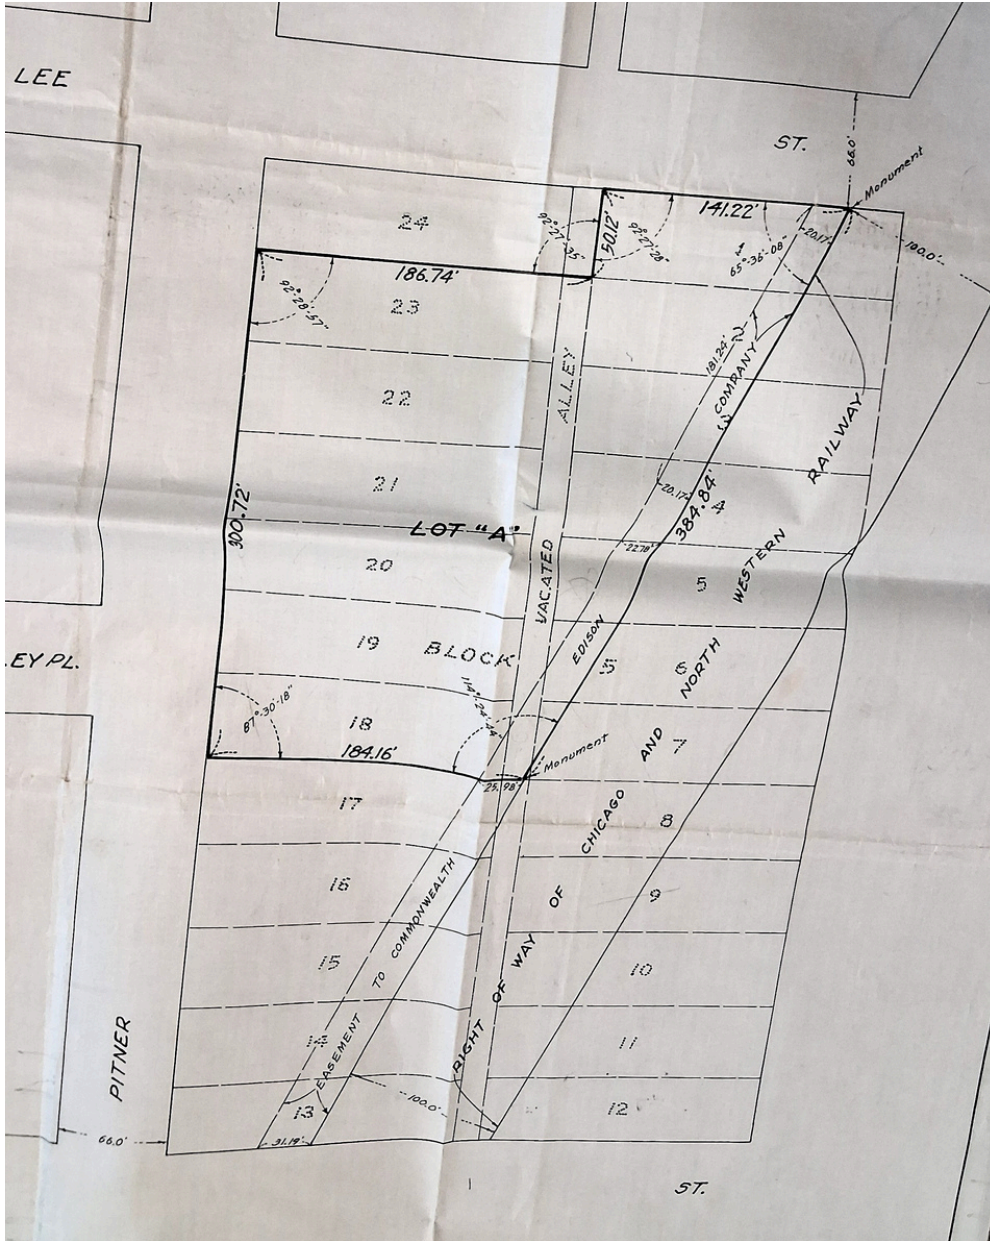 LEE
ST.
66.0'
Monument
24
92°-27'-35"
50.12'
92°-27'-28"
141.22'
65°-36'-08"
20.17'
100.0'
186.74'
92°-28'-57"
23
2
181.24'
COMPANY
3
ALLEY
22
RAILWAY
21
20.17'
4
384.84'
300.72'
LOT "A"
22.78'
VACATED
20
5
WESTERN
EDISON
19
BLOCK
3
6
NORTH
.EY PL.
87°-30'-18"
18
114°-24'-44"
184.16'
AND
7
Monument
25.98'
17
CHICAGO
8
16
TO COMMONWEALTH
OF
9
15
WAY
10
OF
14
EASEMENT
RIGHT
11
PITNER
13
100.0'
12
66.0'
31.19'
ST.